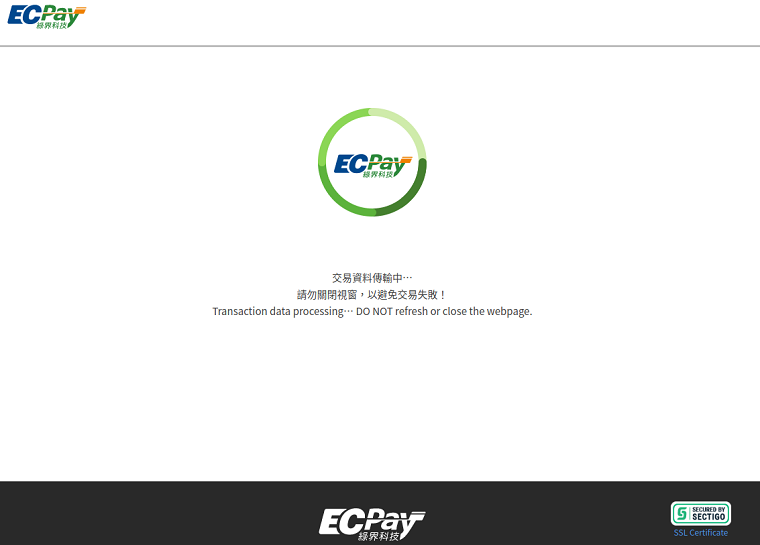 ECPay
綠界科技
ECPay
綠界科技
交易資料傳輸中…
請勿關閉視窗，以避免交易失敗！
Transaction data processing… DO NOT refresh or close the webpage.
ECPay
綠界科技
S
SECURED BY
SECTIGO
SSL Certificate